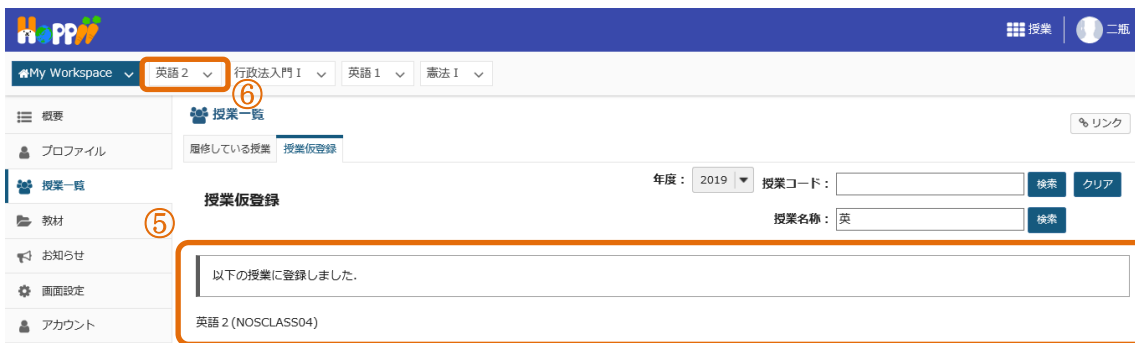 Hoppii
授業
二瓶
My Workspace
英語2
行政法入門 I
英語1
憲法 I
⑥
概要
プロファイル
授業一覧
教材
お知らせ
画面設定
アカウント
授業一覧
リンク
履修している授業 授業仮登録
授業仮登録
年度: 2019
授業コード:
検索
クリア
授業名称: 英
検索
⑤
以下の授業に登録しました.
英語2(NOSCLASS04)